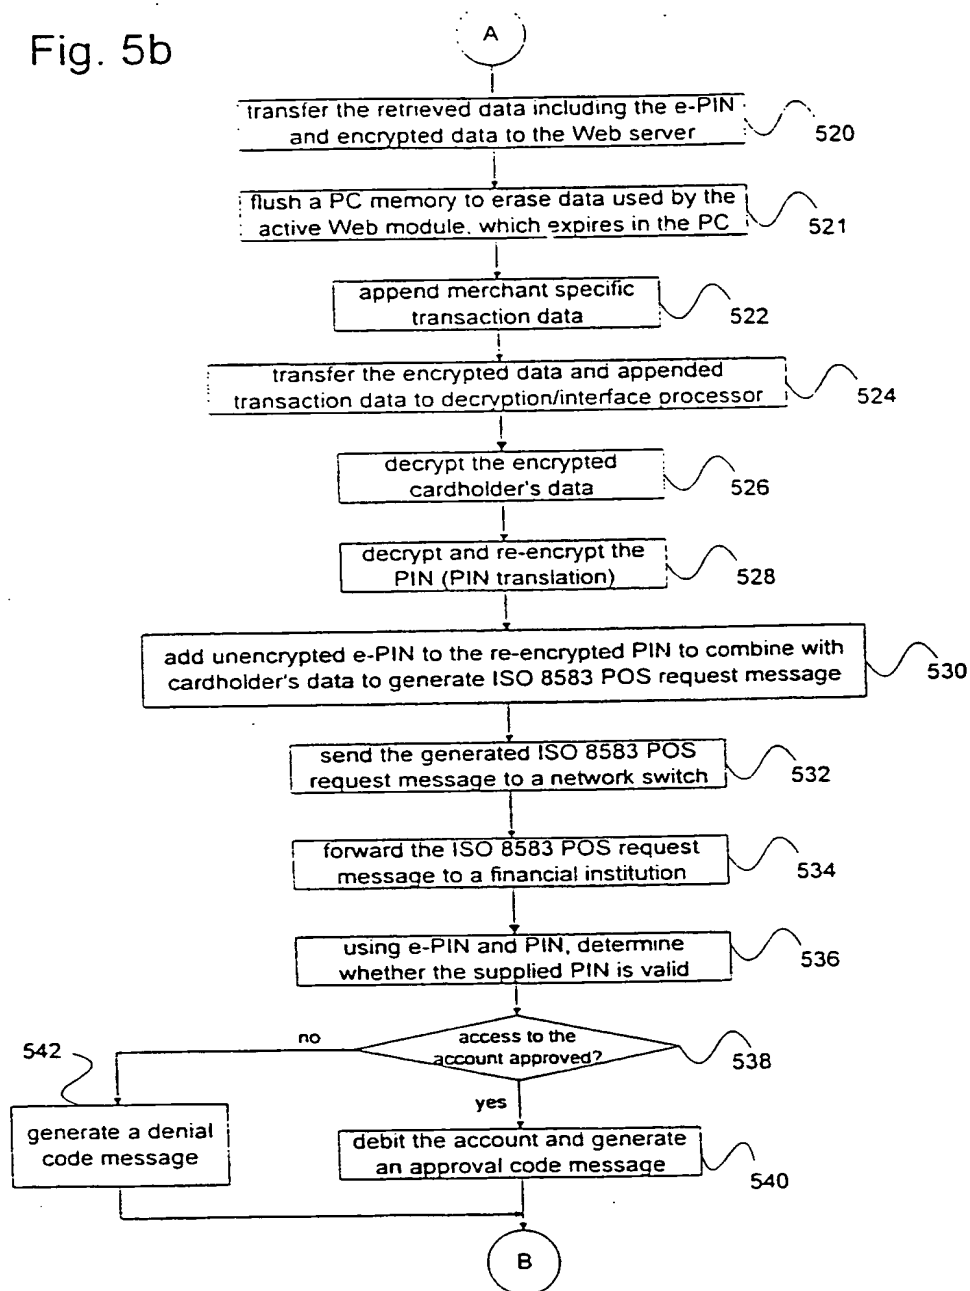 Fig. 5b
A
transfer the retrieved data including the e-PIN
and encrypted data to the Web server
520
flush a PC memory to erase data used by the
active Web module, which expires in the PC
521
append merchant specific
transaction data
522
transfer the encrypted data and appended
transaction data to decryption/interface processor
524
decrypt the encrypted
cardholder's data
526
decrypt and re-encrypt the
PIN (PIN translation)
528
add unencrypted e-PIN to the re-encrypted PIN to combine with
cardholder's data to generate ISO 8583 POS request message
530
send the generated ISO 8583 POS
request message to a network switch
532
forward the ISO 8583 POS request
message to a financial institution
534
using e-PIN and PIN, determine
whether the supplied PIN is valid
536
access to the
account approved?
538
no
542
generate a denial
code message
yes
debit the account and generate
an approval code message
540
B